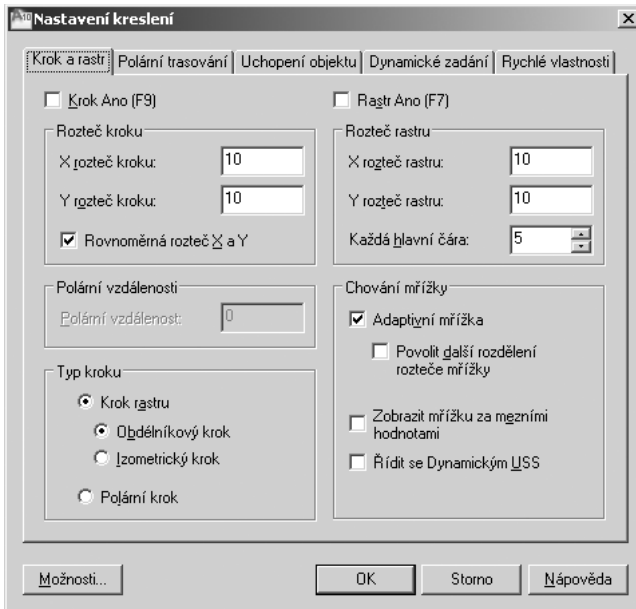 Nastavení kreslení
Krok a rastr Polární trasování Uchopení objektu Dynamické zadání Rychlé vlastnosti
Krok Ano (F9)
Rozteč kroku
X rozteč kroku: 10
Y rozteč kroku: 10
Rovnoměrná rozteč X a Y
Polární vzdálenosti
Polární vzdálenost: 0
Typ kroku
Krok rastru
Obdélníkový krok
Izometrický krok
Polární krok
Rastr Ano (F7)
Rozteč rastru
X rozteč rastru: 10
Y rozteč rastru: 10
Každá hlavní čára: 5
Chování mřížky
Adaptivní mřížka
Povolit další rozdělení
rozteče mřížky
Zobrazit mřížku za mezními
hodnotami
Řídit se Dynamickým USS
Možnosti... OK Storno Nápověda